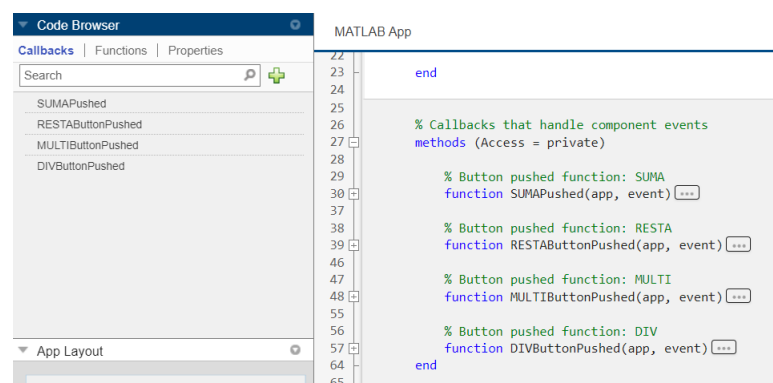 Code Browser
Callbacks | Functions | Properties
Search
SUMAPushed
RESTAButtonPushed
MULTIButtonPushed
DIVButtonPushed
App Layout
MATLAB App
22
23 end
24
25
26 % Callbacks that handle component events
27 methods (Access = private)
28
29 % Button pushed function: SUMA
30 function SUMAPushed(app, event) ...
37
38 % Button pushed function: RESTA
39 function RESTAButtonPushed(app, event) ...
46
47 % Button pushed function: MULTI
48 function MULTIButtonPushed(app, event) ...
55
56 % Button pushed function: DIV
57 function DIVButtonPushed(app, event) ...
64 end
65